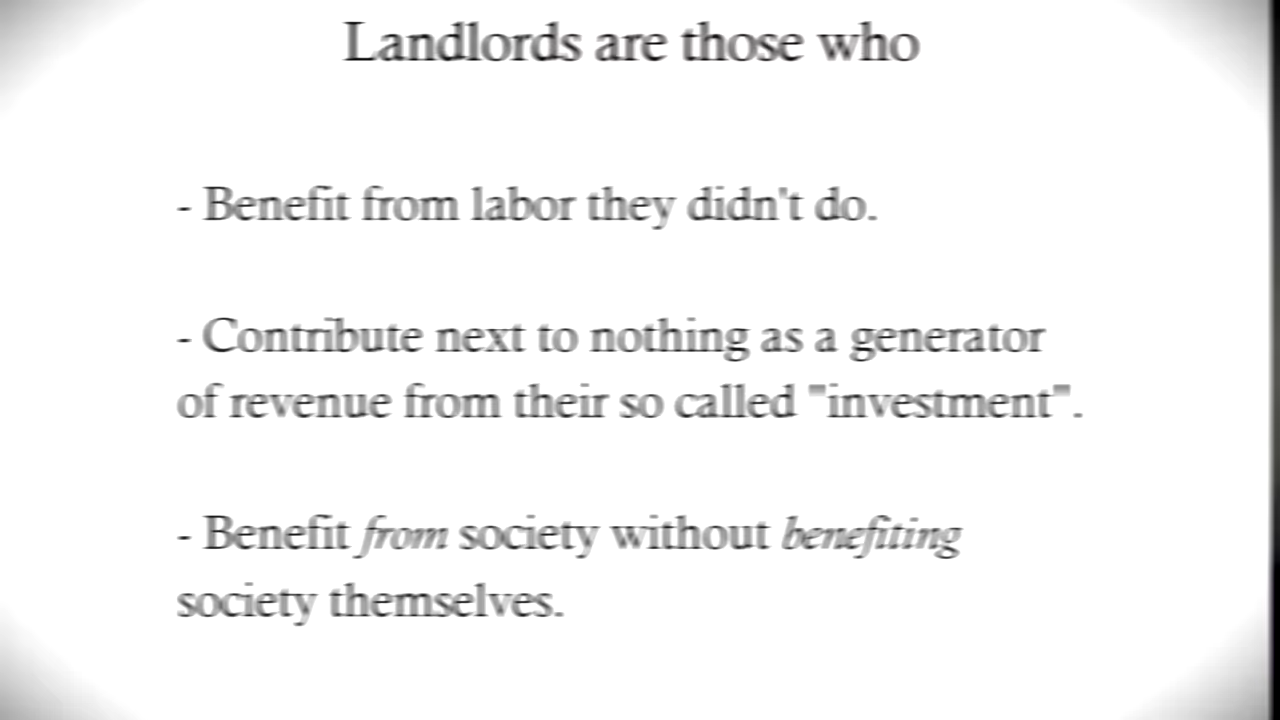 Landlords are those who
- Benefit from labor they didn't do.
- Contribute next to nothing as a generator
of revenue from their so called "investment".
- Benefit from society without benefiting
society themselves.